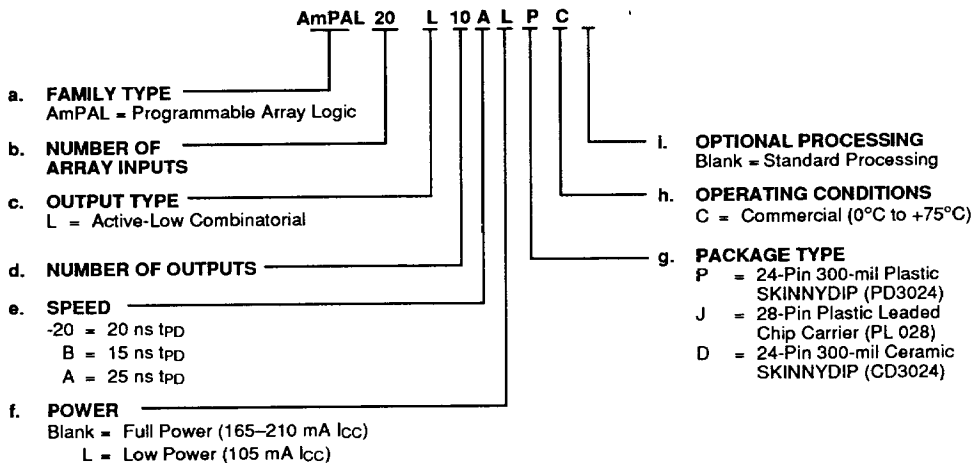 AmPAL 20 L 10 A L P C
a. FAMILY TYPE
AmPAL = Programmable Array Logic
b. NUMBER OF
ARRAY INPUTS
c. OUTPUT TYPE
L = Active-Low Combinatorial
d. NUMBER OF OUTPUTS
e. SPEED
-20 = 20 ns tPD
B = 15 ns tPD
A = 25 ns tPD
f. POWER
Blank = Full Power (165–210 mA ICC)
L = Low Power (105 mA ICC)
i. OPTIONAL PROCESSING
Blank = Standard Processing
h. OPERATING CONDITIONS
C = Commercial (0°C to +75°C)
g. PACKAGE TYPE
P = 24-Pin 300-mil Plastic
SKINNYDIP (PD3024)
J = 28-Pin Plastic Leaded
Chip Carrier (PL 028)
D = 24-Pin 300-mil Ceramic
SKINNYDIP (CD3024)